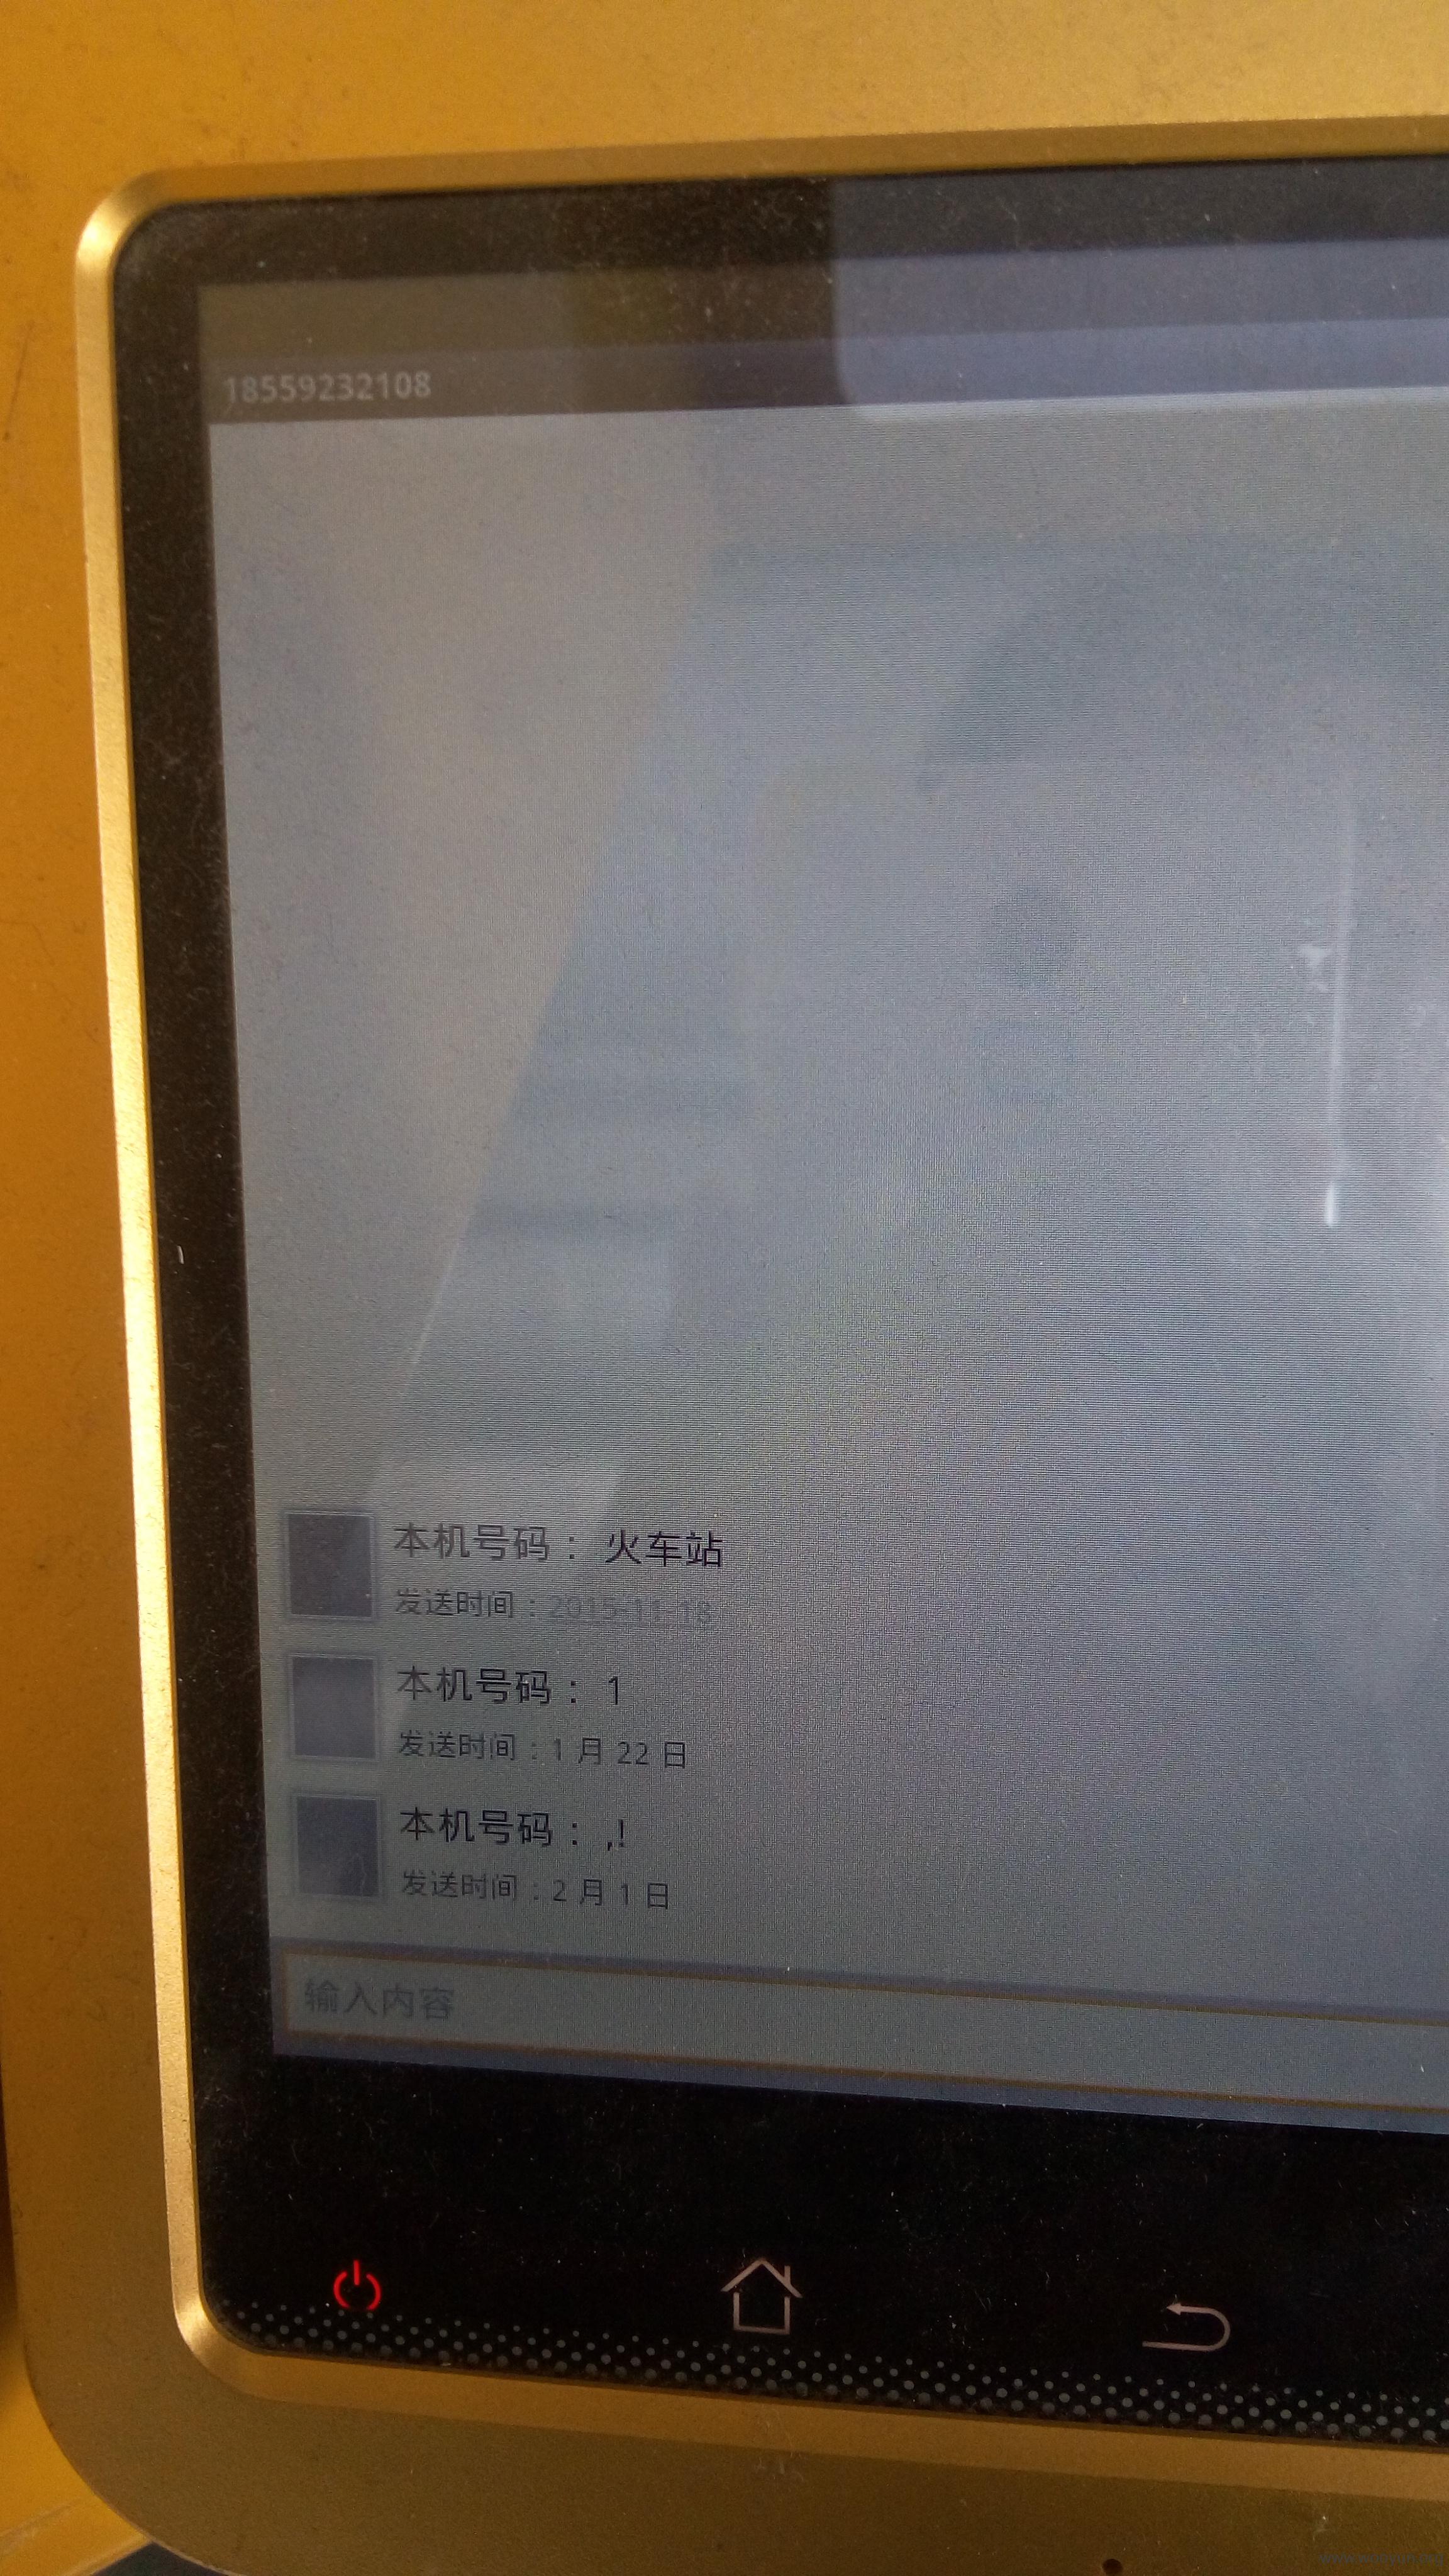 18559232108
本机号码： 火车站
发送时间：2015-11-18
本机号码： 1
发送时间：1 月 22 日
本机号码： ,!
发送时间：2 月 1 日
输入内容